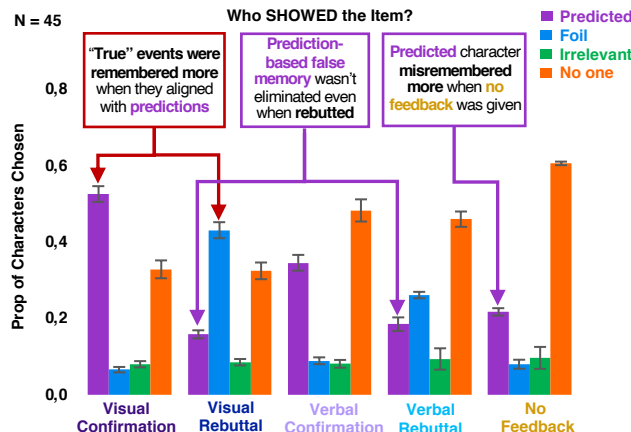 N = 45
Who SHOWED the Item?
Predicted
Foil
Irrelevant
No one
“True” events were
remembered more
when they aligned
with predictions
Prediction-
based false
memory wasn’t
eliminated even
when rebutted
Predicted character
misremembered
more when no
feedback was given
Prop of Characters Chosen
0,8
0,6
0,4
0,2
0,0
Visual
Confirmation
Visual
Rebuttal
Verbal
Confirmation
Verbal
Rebuttal
No
Feedback